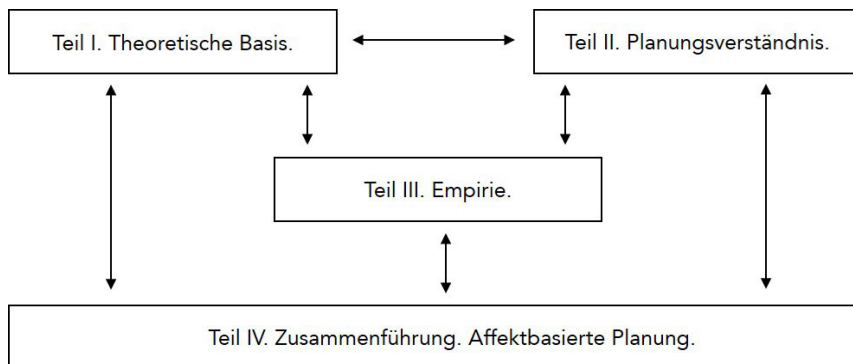 Teil I. Theoretische Basis.
Teil II. Planungsverständnis.
Teil III. Empirie.
Teil IV. Zusammenführung. Affektbasierte Planung.